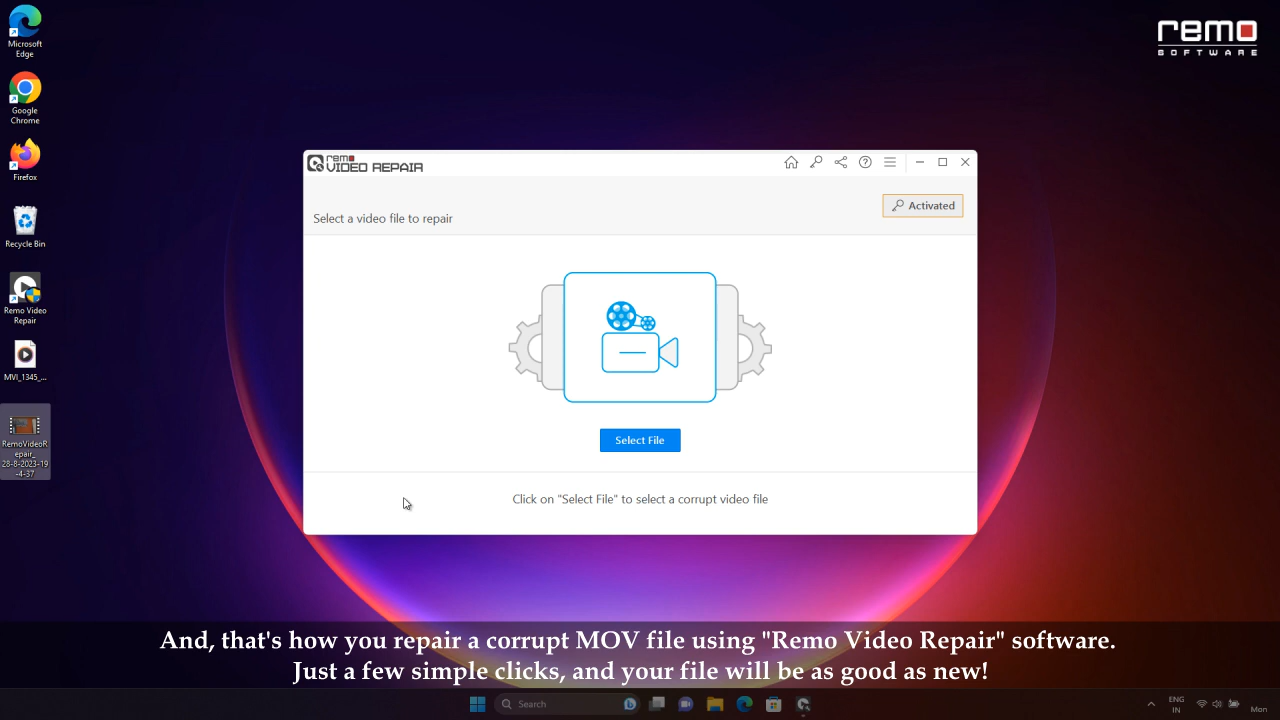 Microsoft
Edge
Google
Chrome
Firefox
Recycle Bin
Remo Video
Repair
MVI_1345_...
RemoVideoR
epair_
28-8-2023-19
-4-37
remo
SOFTWARE
remo
VIDEO REPAIR
Activated
Select a video file to repair
Select File
Click on "Select File" to select a corrupt video file
And, that's how you repair a corrupt MOV file using "Remo Video Repair" software.
Just a few simple clicks, and your file will be as good as new!
Search
ENG
IN
Mon